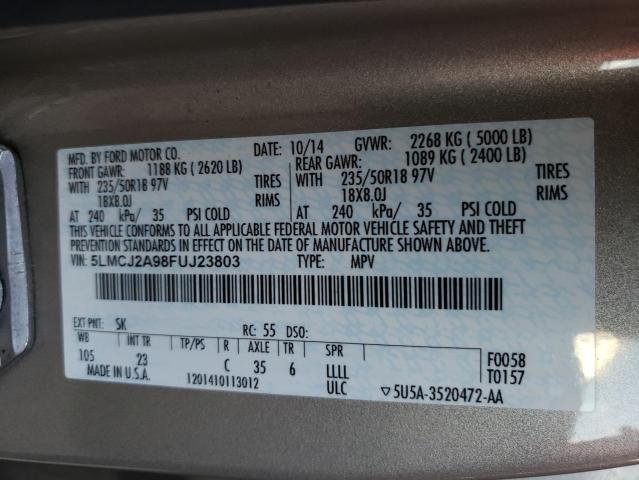 MFD. BY FORD MOTOR CO. DATE: 10/14 GVWR: 2268 KG ( 5000 LB)
FRONT GAWR: 1188 KG ( 2620 LB) REAR GAWR: 1089 KG ( 2400 LB)
WITH 235/50R18 97V TIRES WITH 235/50R18 97V TIRES
18X8.0J RIMS 18X8.0J RIMS
AT 240 kPa/ 35 PSI COLD AT 240 kPa/ 35 PSI COLD
THIS VEHICLE CONFORMS TO ALL APPLICABLE FEDERAL MOTOR VEHICLE SAFETY AND THEFT
PREVENTION STANDARDS IN EFFECT ON THE DATE OF MANUFACTURE SHOWN ABOVE.
VIN: 5LMCJ2A98FUJ23803 TYPE: MPV
EXT PNT: SK RC: 55 DSO:
WB INT TR TP/PS R AXLE TR SPR F0058
105 23 C 35 6 LLLL T0157
MADE IN U.S.A. 1201410113012 ULC ▽5U5A-3520472-AA